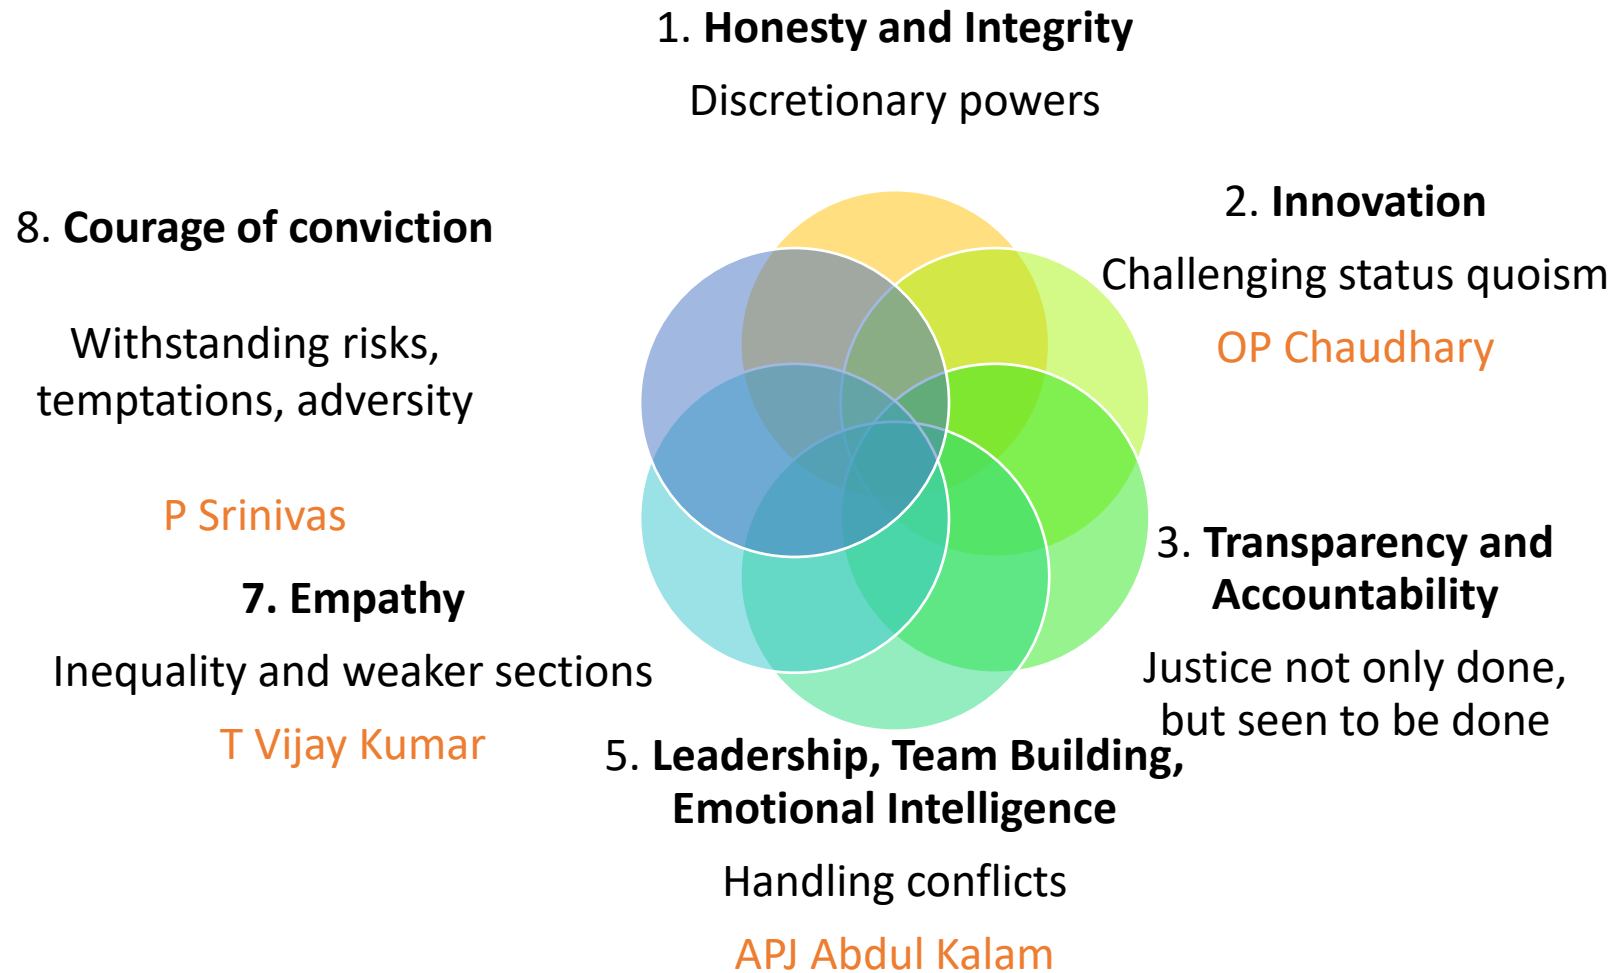 1. Honesty and Integrity
Discretionary powers
2. Innovation
Challenging status quoism
OP Chaudhary
3. Transparency and
Accountability
Justice not only done,
but seen to be done
5. Leadership, Team Building,
Emotional Intelligence
Handling conflicts
APJ Abdul Kalam
7. Empathy
Inequality and weaker sections
T Vijay Kumar
8. Courage of conviction
Withstanding risks,
temptations, adversity
P Srinivas